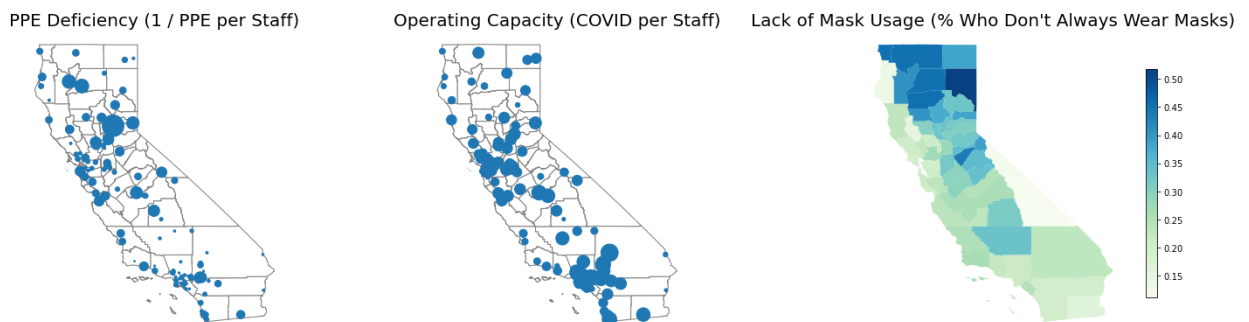 PPE Deficiency (1 / PPE per Staff)
Operating Capacity (COVID per Staff)
Lack of Mask Usage (% Who Don't Always Wear Masks)
0.50
0.45
0.40
0.35
0.30
0.25
0.20
0.15